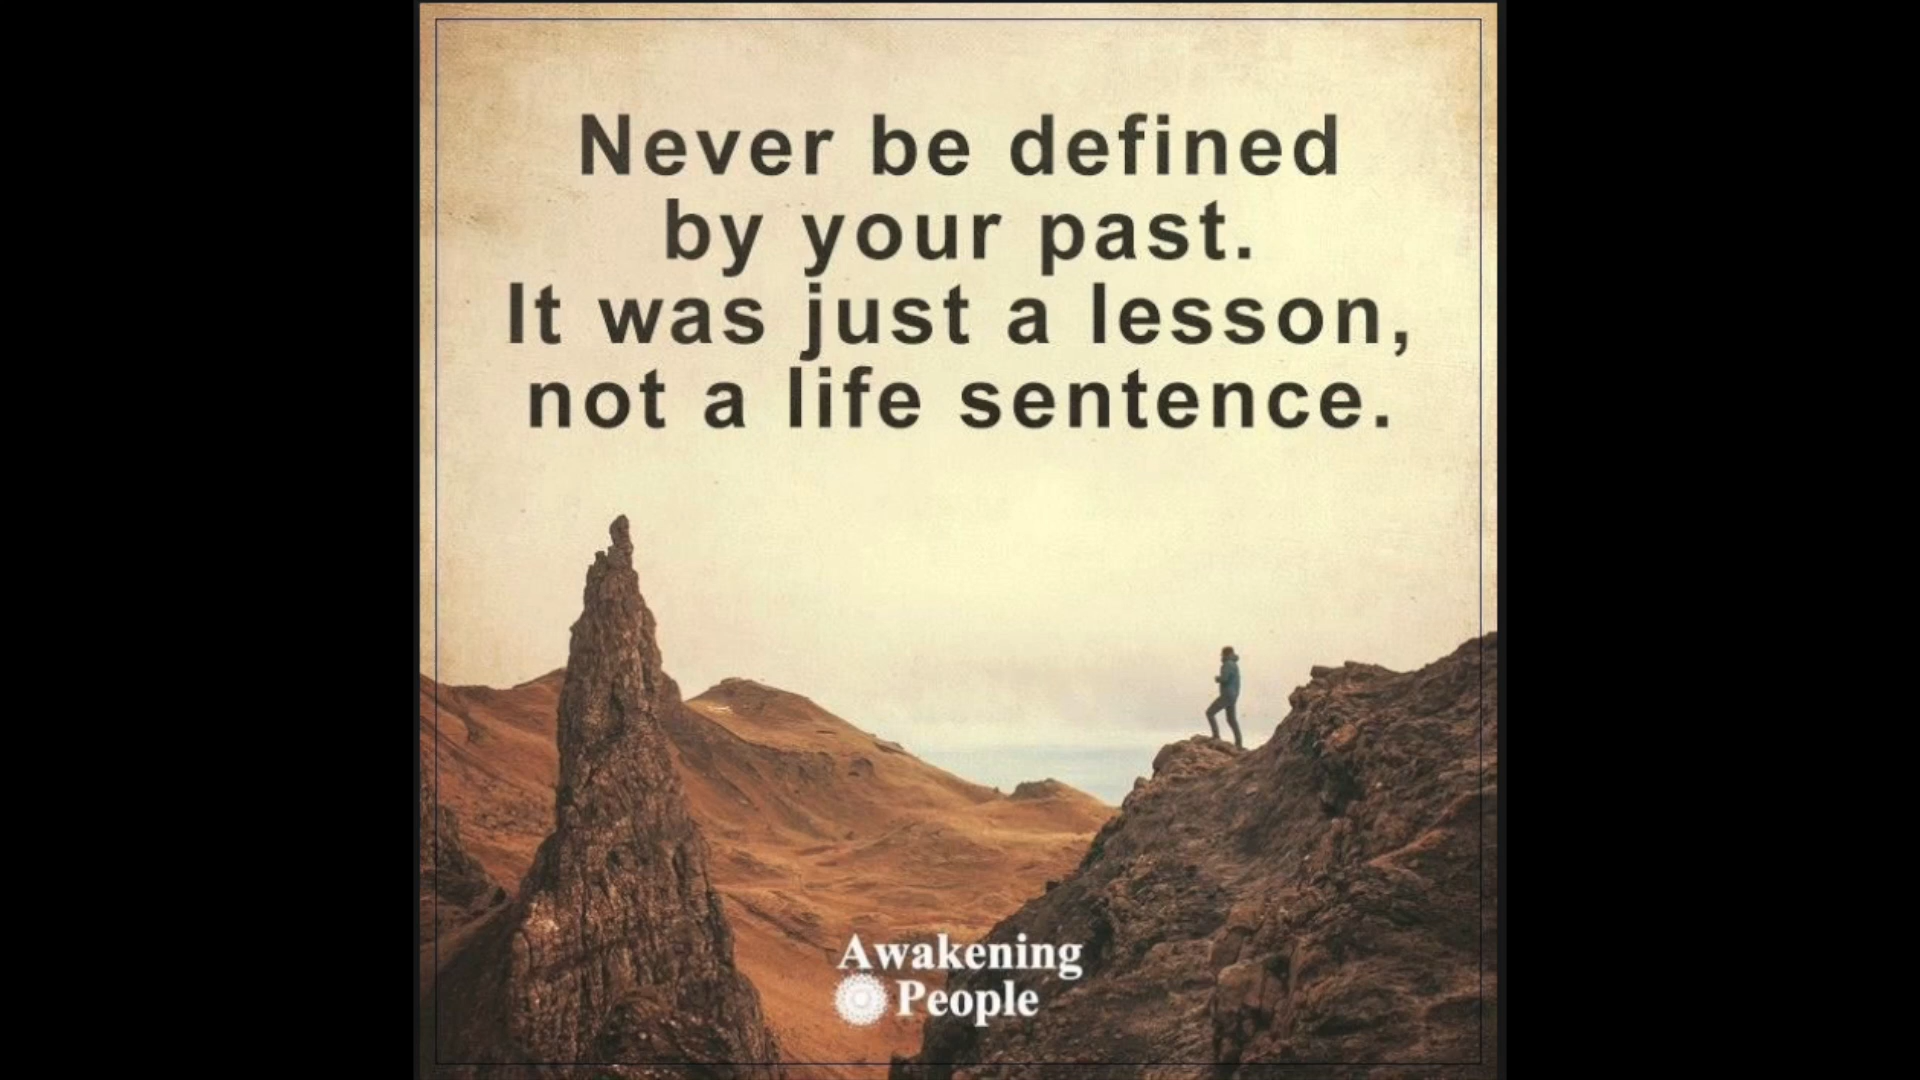 Never be defined
by your past.
It was just a lesson,
not a life sentence.
Awakening
People